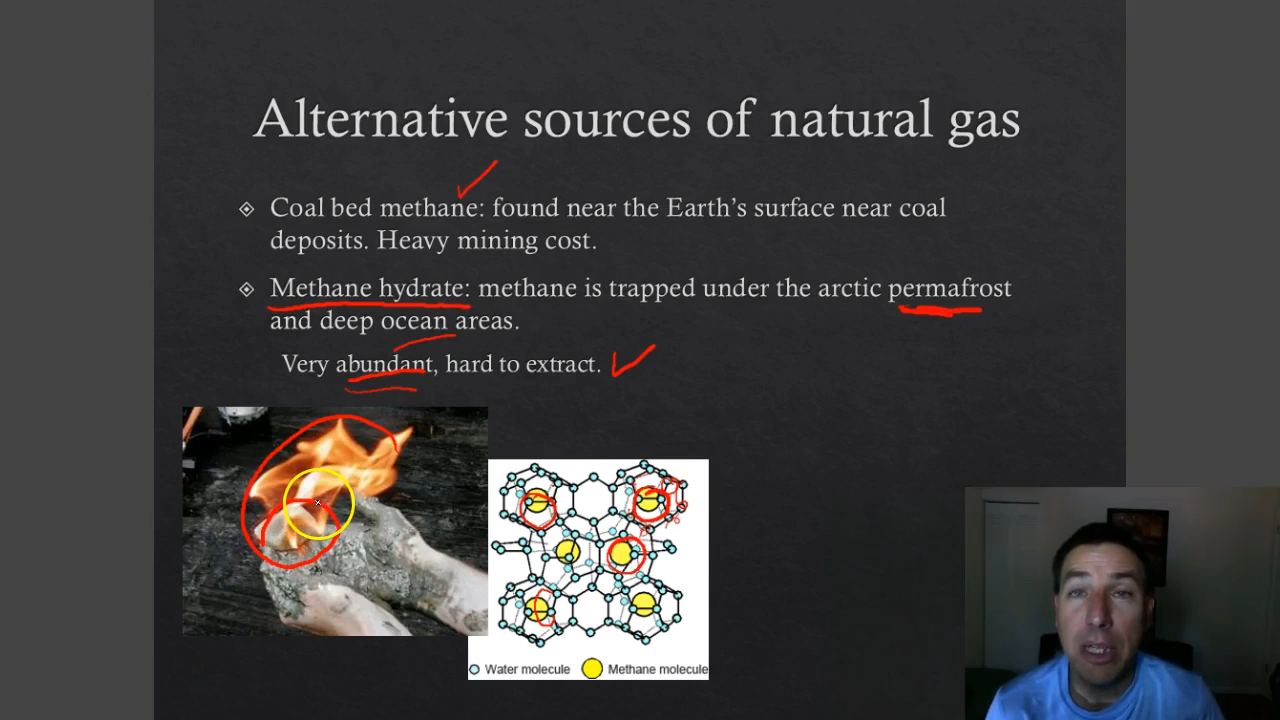 Alternative sources of natural gas
Coal bed methane: found near the Earth’s surface near coal
deposits. Heavy mining cost.
Methane hydrate: methane is trapped under the arctic permafrost
and deep ocean areas.
Very abundant, hard to extract.
Water molecule
Methane molecule